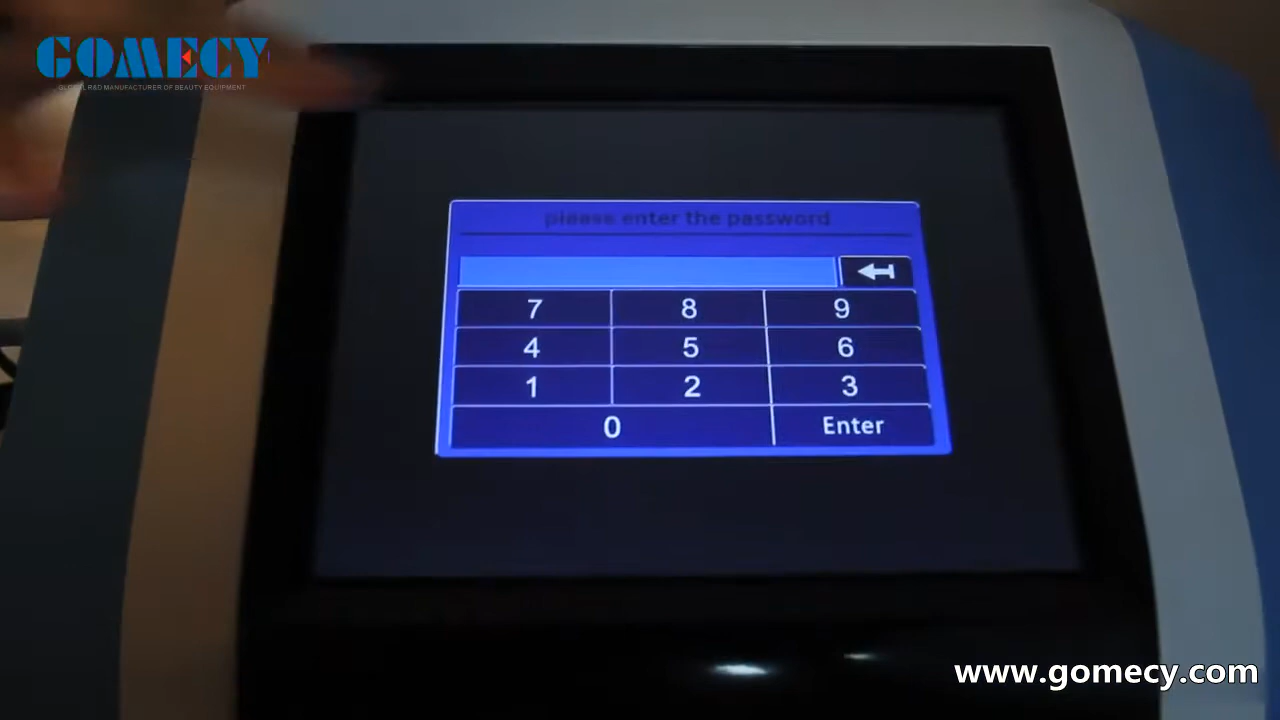 GOMECY
GLOBAL R&D MANUFACTURER OF BEAUTY EQUIPMENT
please enter the password
7 8 9
4 5 6
1 2 3
0 Enter
www.gomecy.com